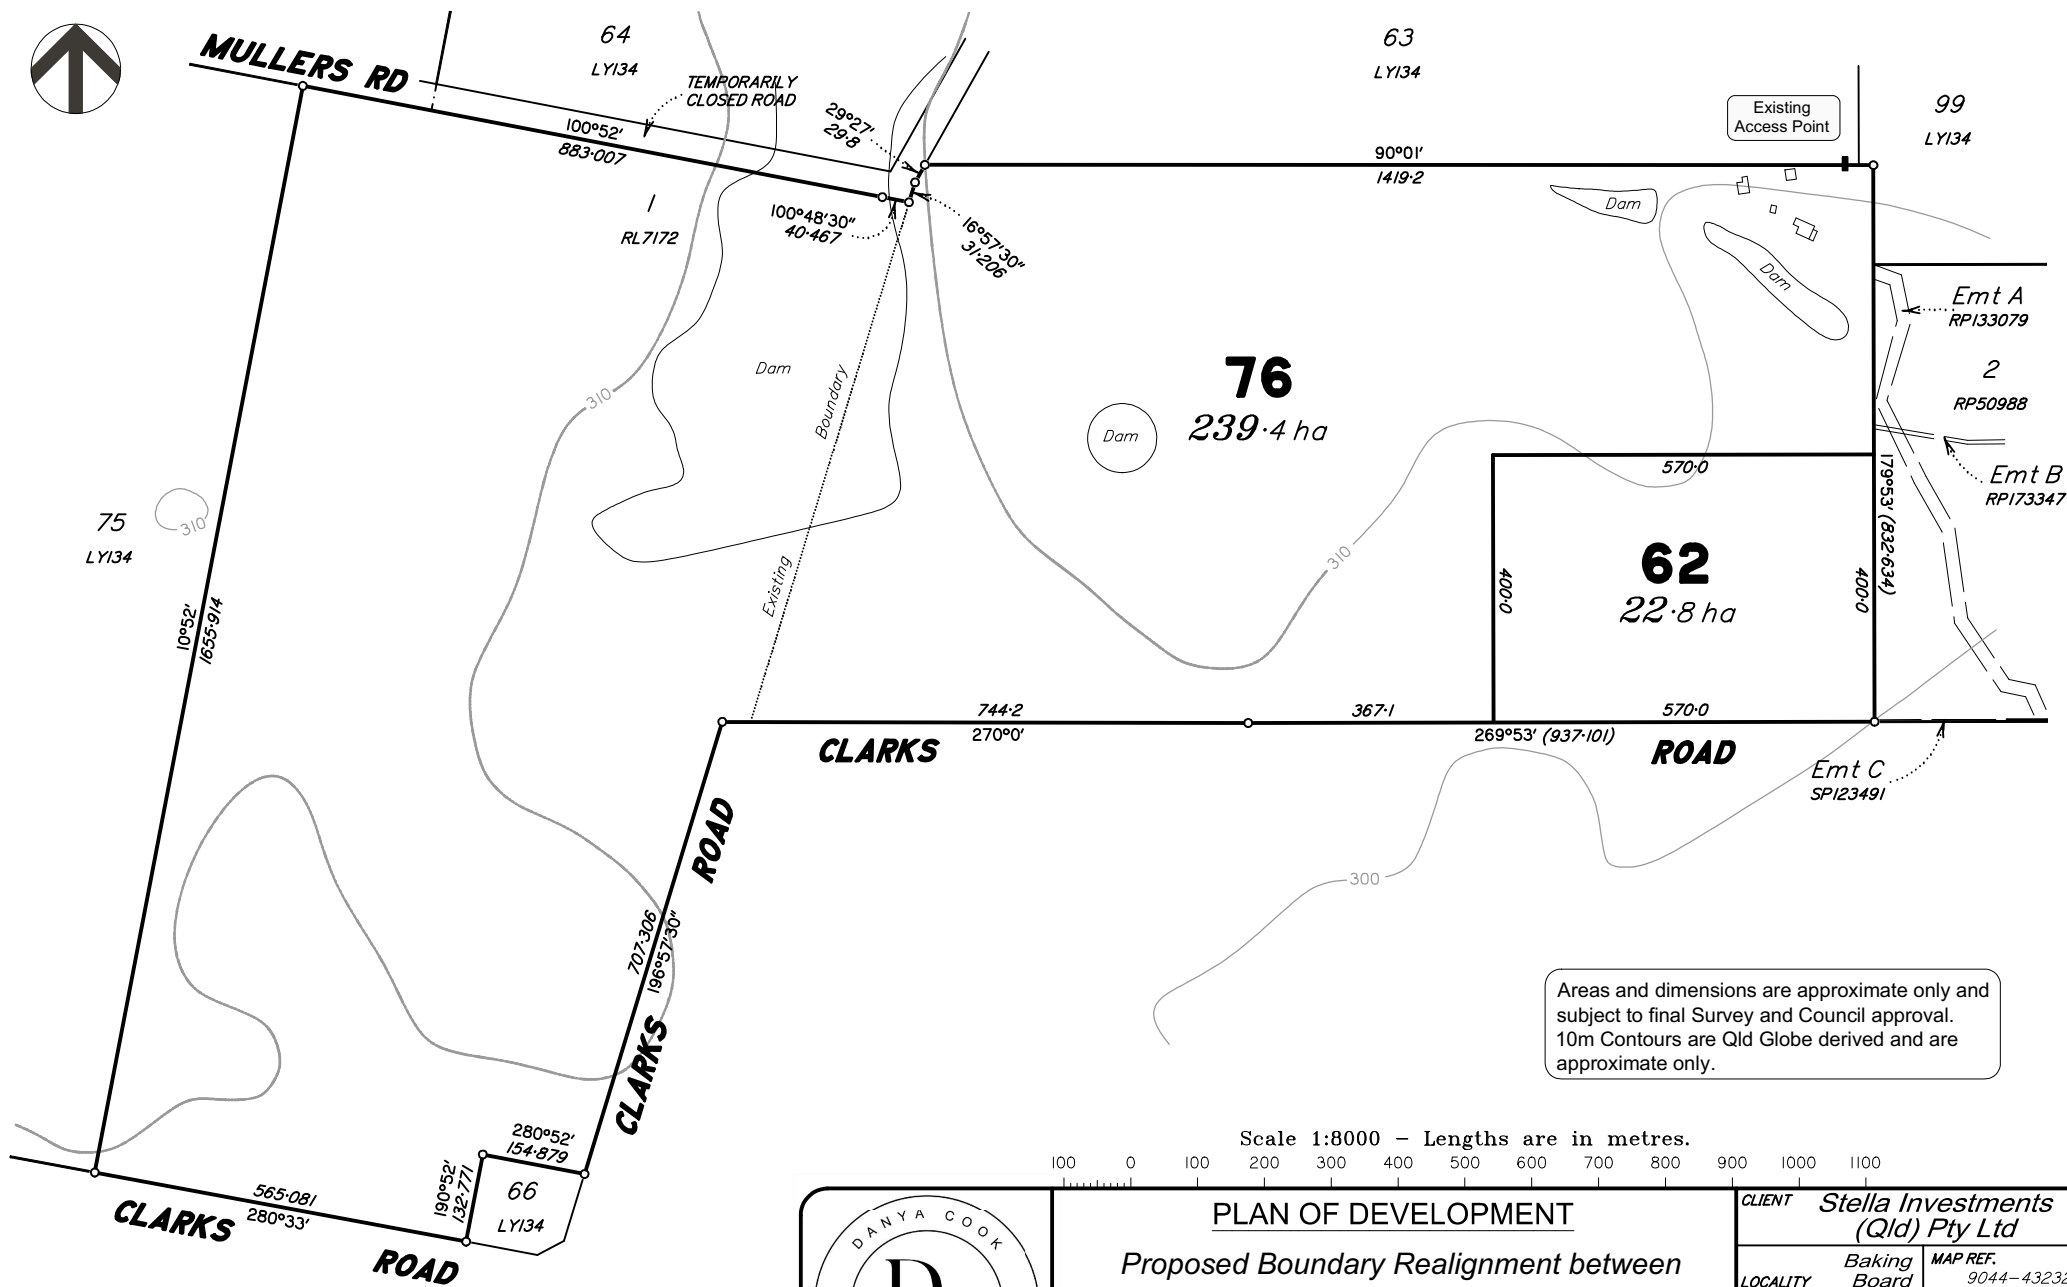 MULLERS RD
64
LY134
TEMPORARILY
CLOSED ROAD
63
LY134
Existing
Access Point
99
LY134
100°52'
883·007
29°27'
29·8
90°01'
1419·2
1
RL7172
100°48'30"
40·467
16°57'30"
31·206
Dam
Dam
Emt A
RP133079
2
RP50988
Emt B
RP173347
310
Dam
Existing Boundary
Dam
76
239·4 ha
570·0
179°53' (832·634)
75
LY134
310
310
62
22·8 ha
400·0
400·0
10°52'
1655·914
744·2
270°0'
367·1
570·0
269°53' (937·101)
CLARKS ROAD
Emt C
SP123491
300
707·306
196°57'30"
CLARKS ROAD
Areas and dimensions are approximate only and
subject to final Survey and Council approval.
10m Contours are Qld Globe derived and are
approximate only.
280°52'
154·879
190°52'
132·771
66
LY134
565·081
280°33'
CLARKS ROAD
Scale 1:8000 – Lengths are in metres.
100 0 100 200 300 400 500 600 700 800 900 1000 1100
DANYA COOK
D
PLAN OF DEVELOPMENT
Proposed Boundary Realignment between
CLIENT Stella Investments
(Qld) Pty Ltd
LOCALITY Baking
Board
MAP REF.
9044-43232